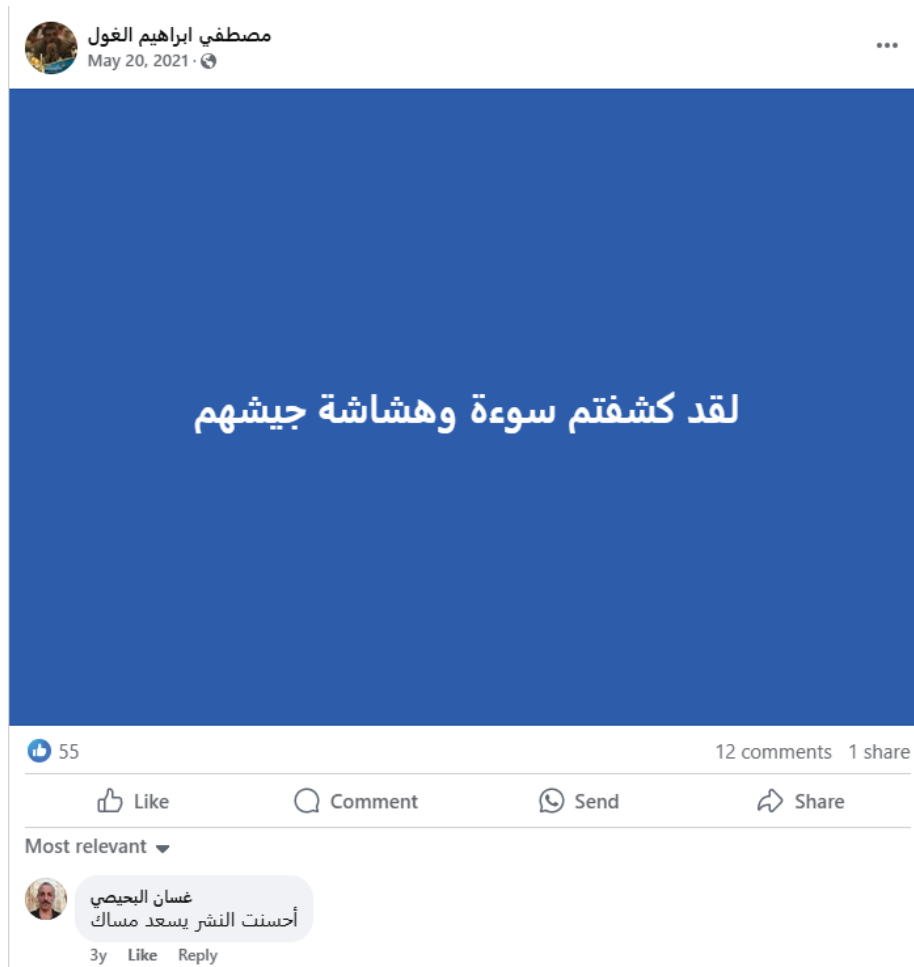 مصطفي ابراهيم الغول
May 20, 2021 ·
لقد كشفتم سوءة وهشاشة جيشهم
55
12 comments 1 share
Like Comment Send Share
Most relevant
غسان البحيصي
أحسنت النشر يسعد مساك
3y Like Reply